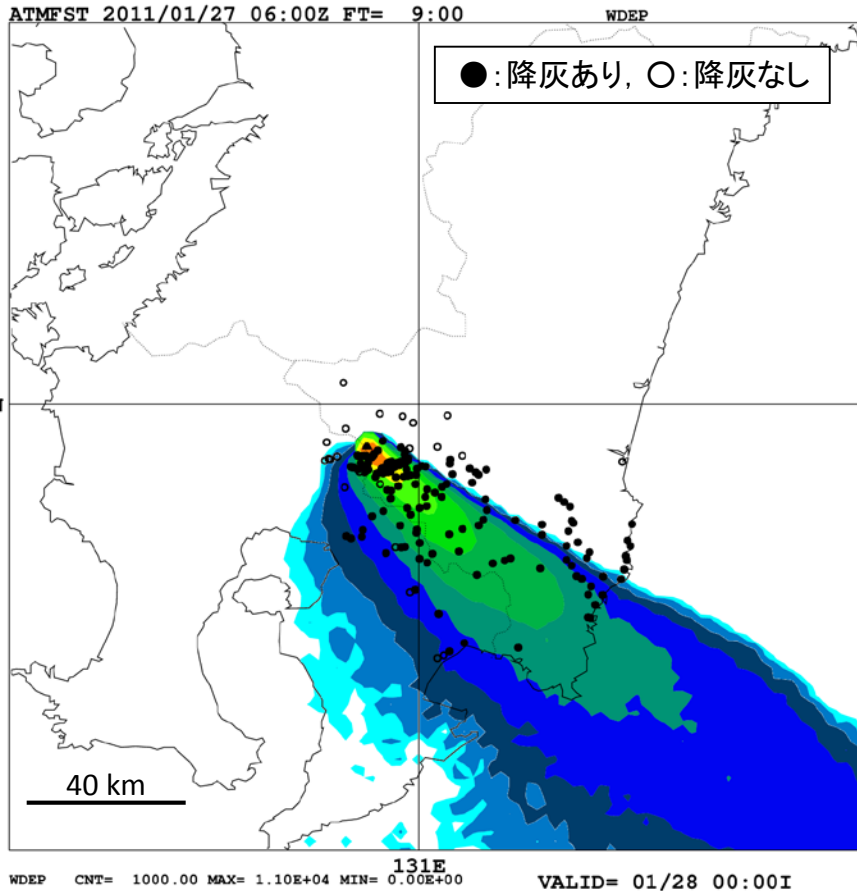 ATMFST 2011/01/27 06:00Z FT= 9:00 WDEP
●:降灰あり, ○:降灰なし
40 km
131E
WDEP CNT= 1000.00 MAX= 1.10E+04 MIN= 0.00E+00 VALID= 01/28 00:00I